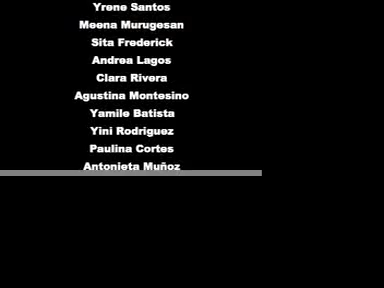 Yrene Santos
Meena Murugesan
Sita Frederick
Andrea Lagos
Clara Rivera
Agustina Montesino
Yamile Batista
Yini Rodriguez
Paulina Cortes
Antonieta Muñoz